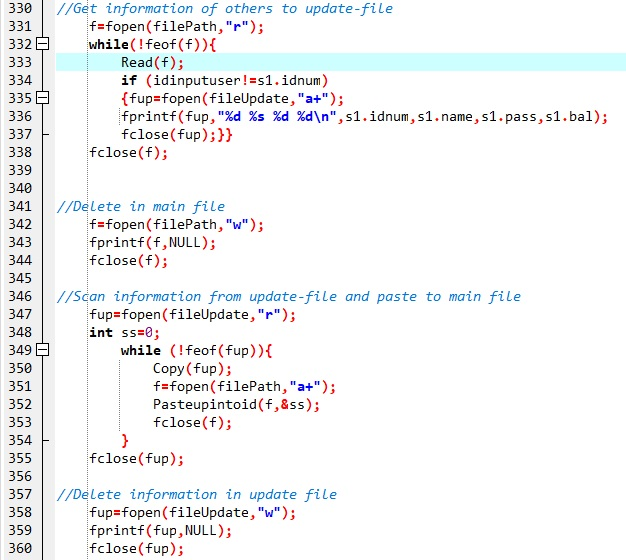 330 //Get information of others to update-file
331 f=fopen(filePath,"r");
332 while(!feof(f)){
333 Read(f);
334 if (idinputuser!=s1.idnum)
335 {fup=fopen(fileUpdate,"a+");
336 fprintf(fup,"%d %s %d %d\n",s1.idnum,s1.name,s1.pass,s1.bal);
337 fclose(fup);}}
338 fclose(f);
339
340
341 //Delete in main file
342 f=fopen(filePath,"w");
343 fprintf(f,NULL);
344 fclose(f);
345
346 //Scan information from update-file and paste to main file
347 fup=fopen(fileUpdate,"r");
348 int ss=0;
349 while (!feof(fup)){
350 Copy(fup);
351 f=fopen(filePath,"a+");
352 Pasteupintoid(f,&ss);
353 fclose(f);
354 }
355 fclose(fup);
356
357 //Delete information in update file
358 fup=fopen(fileUpdate,"w");
359 fprintf(fup,NULL);
360 fclose(fup);